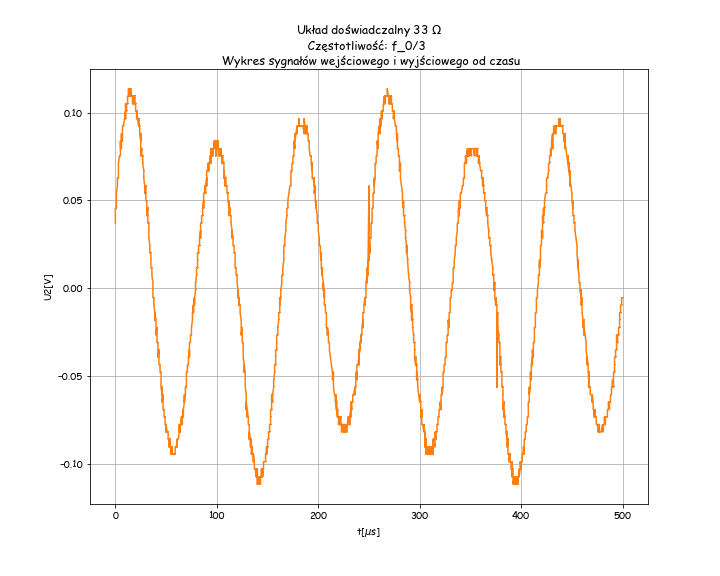 Układ doświadczalny 33 Ω
Częstotliwość: f_0/3
Wykres sygnałów wejściowego i wyjściowego od czasu
0.10
0.05
0.00
−0.05
−0.10
U2[V]
0 100 200 300 400 500
t[μs]